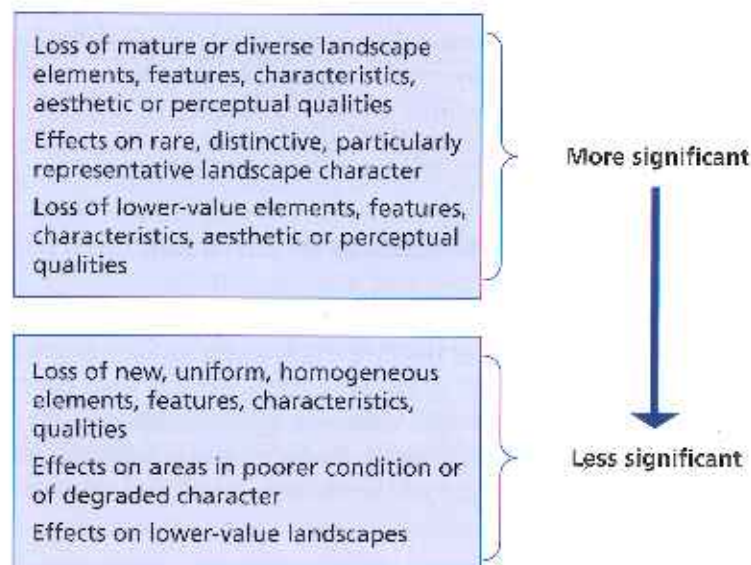 Loss of mature or diverse landscape
elements, features, characteristics,
aesthetic or perceptual qualities
Effects on rare, distinctive, particularly
representative landscape character
Loss of lower-value elements, features,
characteristics, aesthetic or perceptual
qualities
More significant
Loss of new, uniform, homogeneous
elements, features, characteristics,
qualities
Effects on areas in poorer condition or
of degraded character
Effects on lower-value landscapes
Less significant